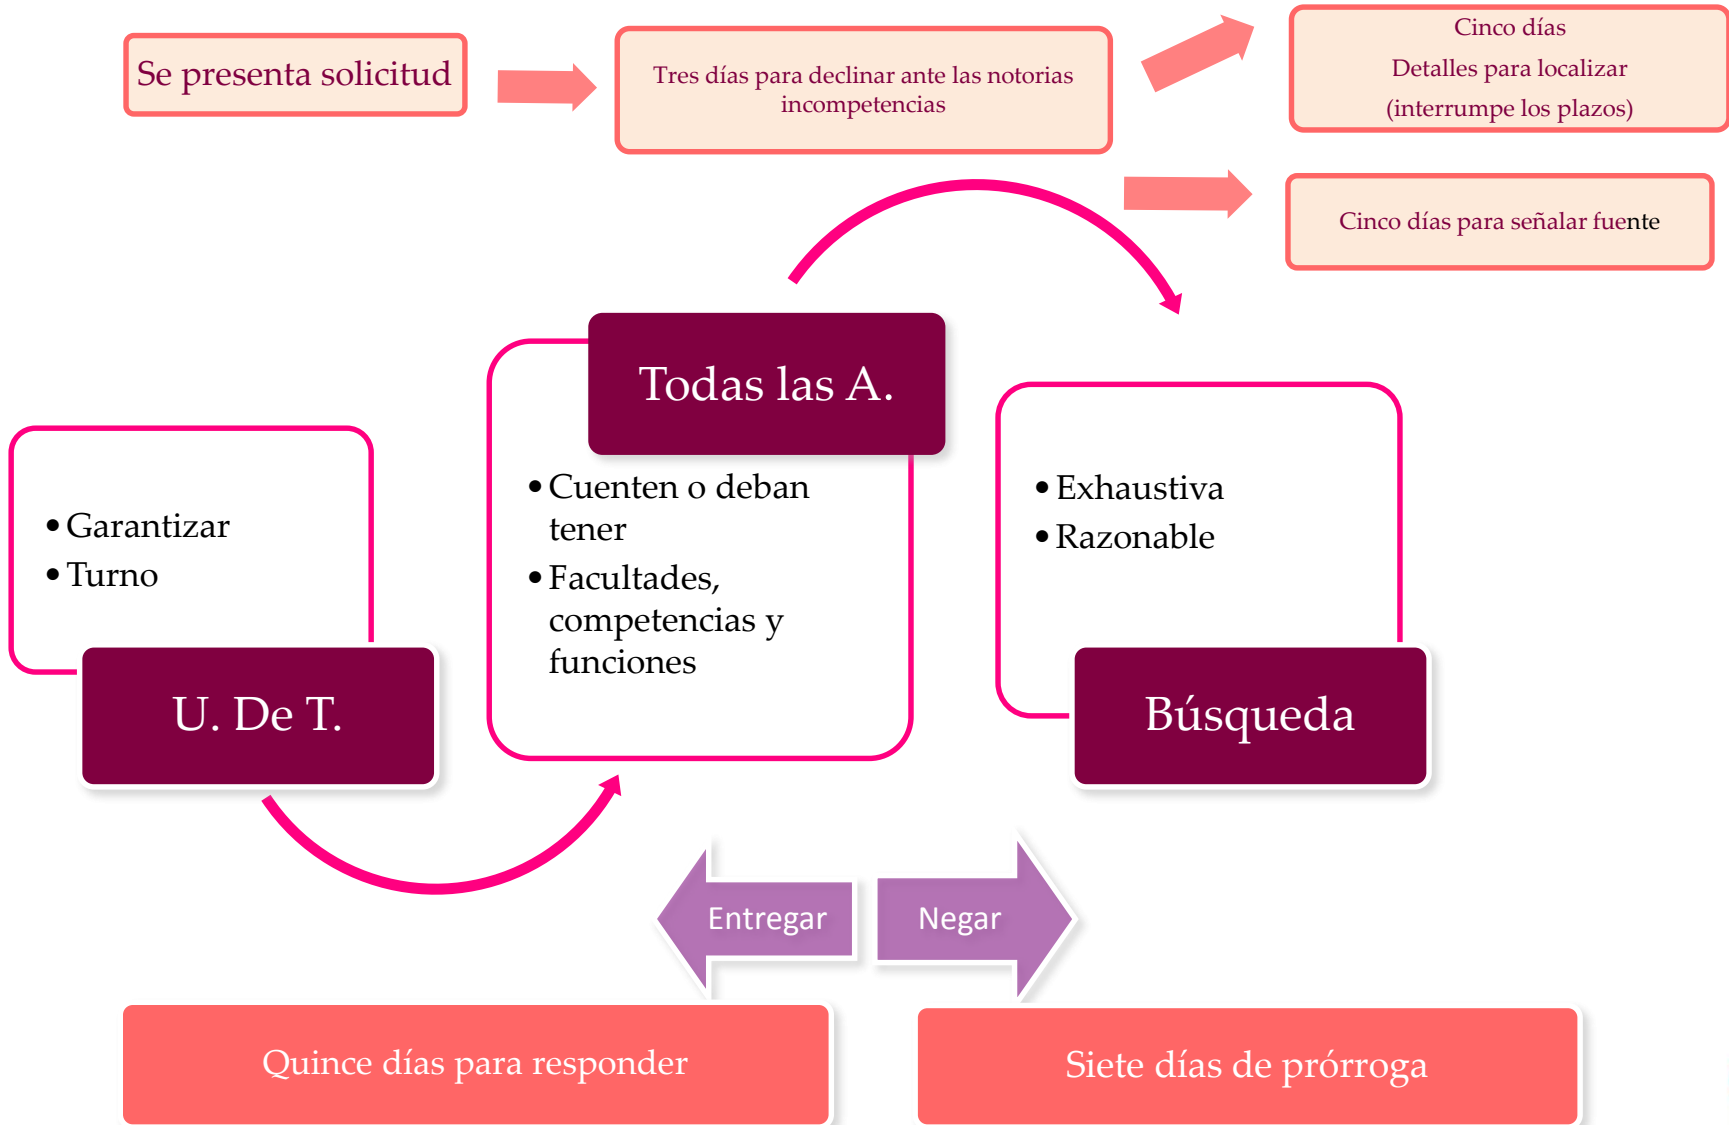 Se presenta solicitud
Tres días para declinar ante las notorias
incompetencias
Cinco días
Detalles para localizar
(interrumpe los plazos)
Cinco días para señalar fuente
•Garantizar
•Turno
U. De T.
Todas las A.
•Cuenten o deban
tener
•Facultades,
competencias y
funciones
•Exhaustiva
•Razonable
Búsqueda
Entregar
Negar
Quince días para responder
Siete días de prórroga